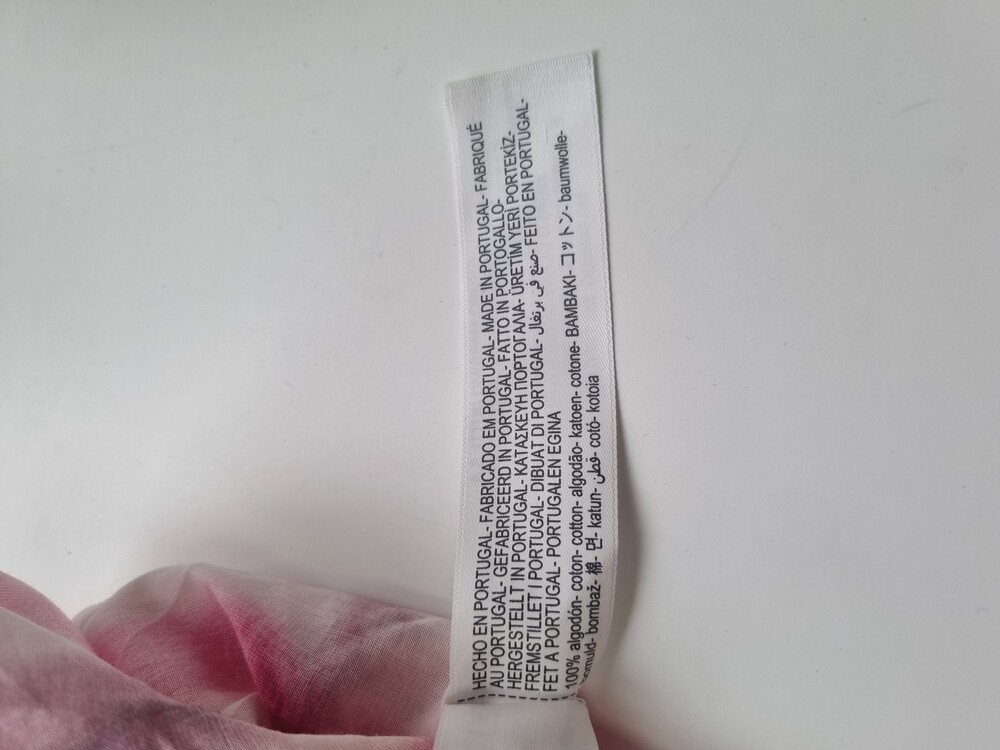 HECHO EN PORTUGAL- FABRICADO EM PORTUGAL- MADE IN PORTUGAL- FABRIQUÉ
AU PORTUGAL- GEFABRICEERD IN PORTUGAL- FATTO IN PORTOGALLO-
HERGESTELLT IN PORTUGAL- ΚΑΤΑΣΚΕΥΗ ΠΟΡΤΟΓΑΛΙΑ- ÜRETİM YERİ PORTEKİZ-
FREMSTILLET I PORTUGAL- DIBUAT DI PORTUGAL- صنع في برتغال- FEITO EN PORTUGAL-
FET A PORTUGAL- PORTUGALEN EGINA
100% algodón- coton- cotton- algodão- katoen- cotone- BAMBAKI- コットン- baumwolle-
bomuld- bombaž- 棉- 면- katun- قطن- cotó- kotoia